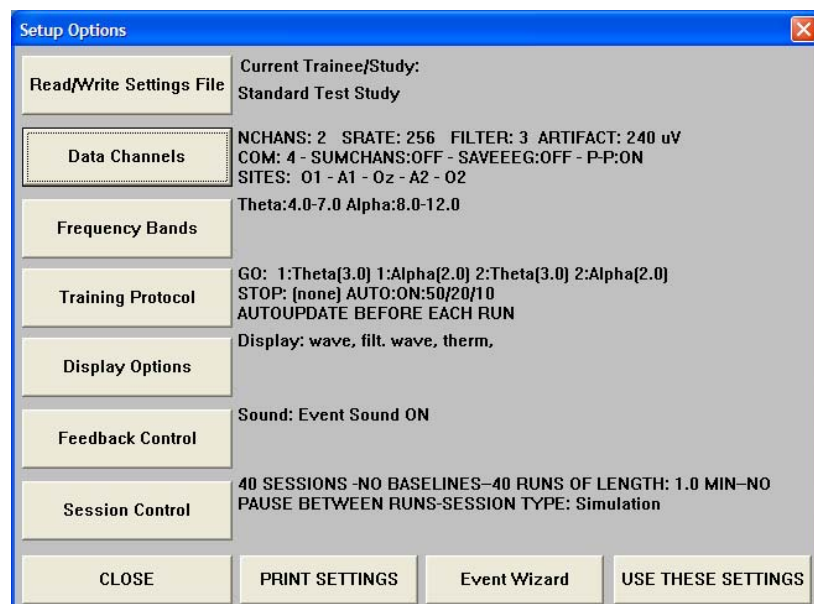 Setup Options
Read/Write Settings File
Current Trainee/Study:
Standard Test Study
Data Channels
NCHANS: 2 SRATE: 256 FILTER: 3 ARTIFACT: 240 uV
COM: 4 - SUMCHANS:OFF - SAVEEEG:OFF - P-P:ON
SITES: O1 - A1 - Oz - A2 - O2
Frequency Bands
Theta:4.0-7.0 Alpha:8.0-12.0
Training Protocol
GO: 1:Theta(3.0) 1:Alpha(2.0) 2:Theta(3.0) 2:Alpha(2.0)
STOP: (none) AUTO:ON:50/20/10
AUTOUPDATE BEFORE EACH RUN
Display Options
Display: wave, filt. wave, therm,
Feedback Control
Sound: Event Sound ON
Session Control
40 SESSIONS -NO BASELINES--40 RUNS OF LENGTH: 1.0 MIN--NO
PAUSE BETWEEN RUNS-SESSION TYPE: Simulation
CLOSE
PRINT SETTINGS
Event Wizard
USE THESE SETTINGS